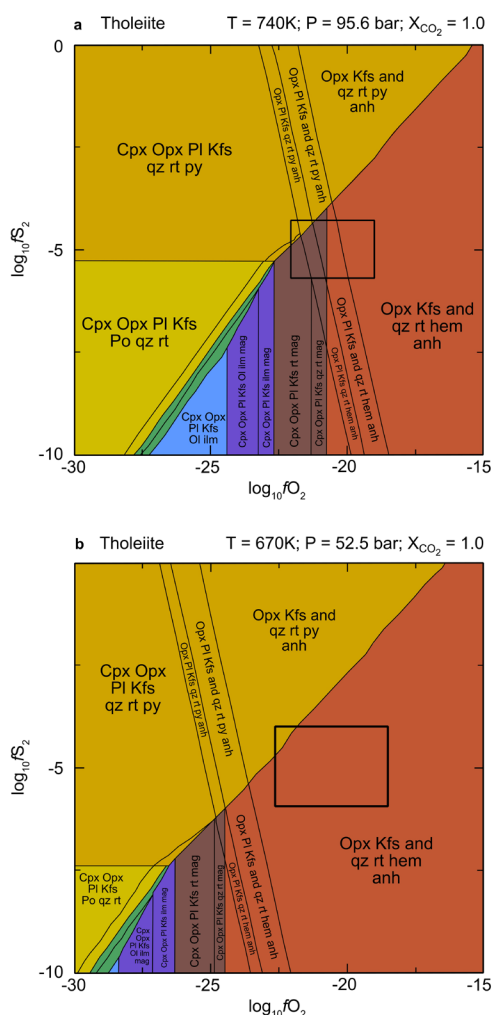 a Tholeiite T = 740K; P = 95.6 bar; X_CO₂ = 1.0
0
-5
-10
log₁₀fS₂
Cpx Opx Pl Kfs
qz rt py
Opx Pl Kfs qz rt py anh
Opx Pl Kfs and qz rt py anh
Opx Kfs and
qz rt py
anh
Cpx Opx Pl Kfs
Po qz rt
Cpx Opx
Pl Kfs
Ol ilm
Cpx Opx Pl Kfs Ol ilm mag
Cpx Opx Pl Kfs ilm mag
Cpx Opx Pl Kfs rt mag
Cpx Opx Pl Kfs qz rt mag
Opx Pl Kfs qz rt hem anh
Opx Pl Kfs and qz rt hem anh
Opx Kfs and
qz rt hem
anh
-30
-25
-20
-15
log₁₀fO₂
b Tholeiite T = 670K; P = 52.5 bar; X_CO₂ = 1.0
-5
-10
log₁₀fS₂
Cpx Opx
Pl Kfs
qz rt py
Opx Pl Kfs qz rt py anh
Opx Pl Kfs and qz rt py anh
Opx Kfs and
qz rt py
anh
Cpx Opx
Pl Kfs
Po qz rt
Cpx
Opx
Pl Kfs
Ol ilm
mag
Cpx Opx Pl Kfs ilm mag
Cpx Opx Pl Kfs rt mag
Cpx Opx Pl Kfs qz rt mag
Opx Pl Kfs qz rt hem anh
Opx Pl Kfs and qz rt hem anh
Opx Kfs and
qz rt hem
anh
-30
-25
-20
-15
log₁₀fO₂